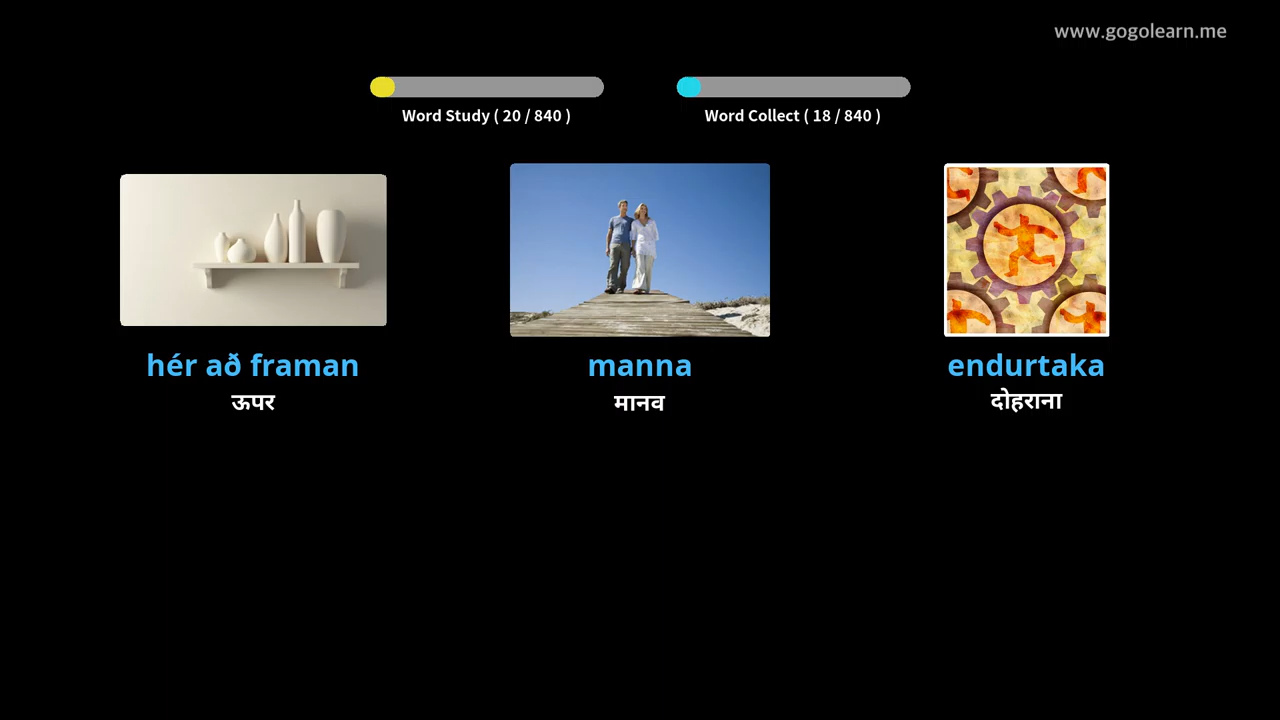 www.gogolearn.me
Word Study ( 20 / 840 )
Word Collect ( 18 / 840 )
hér að framan
ऊपर
manna
मानव
endurtaka
दोहराना